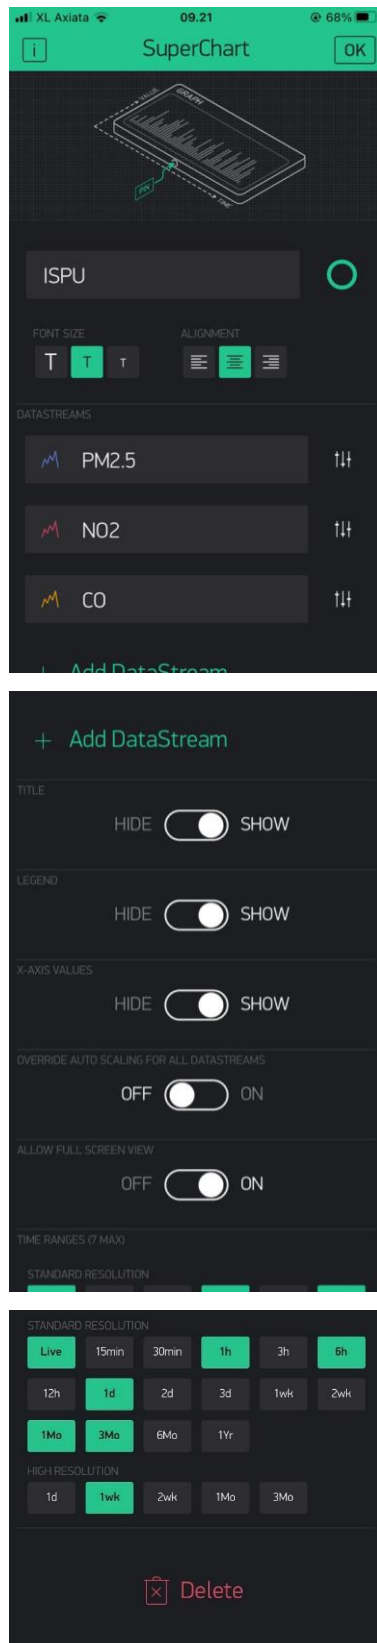 XL Axiata 09.21 68%
i SuperChart OK
VALUE
GRAPH
PIN
TIME
ISPU
FONT SIZE ALIGNMENT
T T T
DATASTREAMS
PM2.5
NO2
CO
+ Add DataStream
+ Add DataStream
TITLE
HIDE SHOW
LEGEND
HIDE SHOW
X-AXIS VALUES
HIDE SHOW
OVERRIDE AUTO SCALING FOR ALL DATASTREAMS
OFF ON
ALLOW FULL SCREEN VIEW
OFF ON
TIME RANGES (7 MAX)
STANDARD RESOLUTION
STANDARD RESOLUTION
Live 15min 30min 1h 3h 6h
12h 1d 2d 3d 1wk 2wk
1Mo 3Mo 6Mo 1Yr
HIGH RESOLUTION
1d 1wk 2wk 1Mo 3Mo
Delete